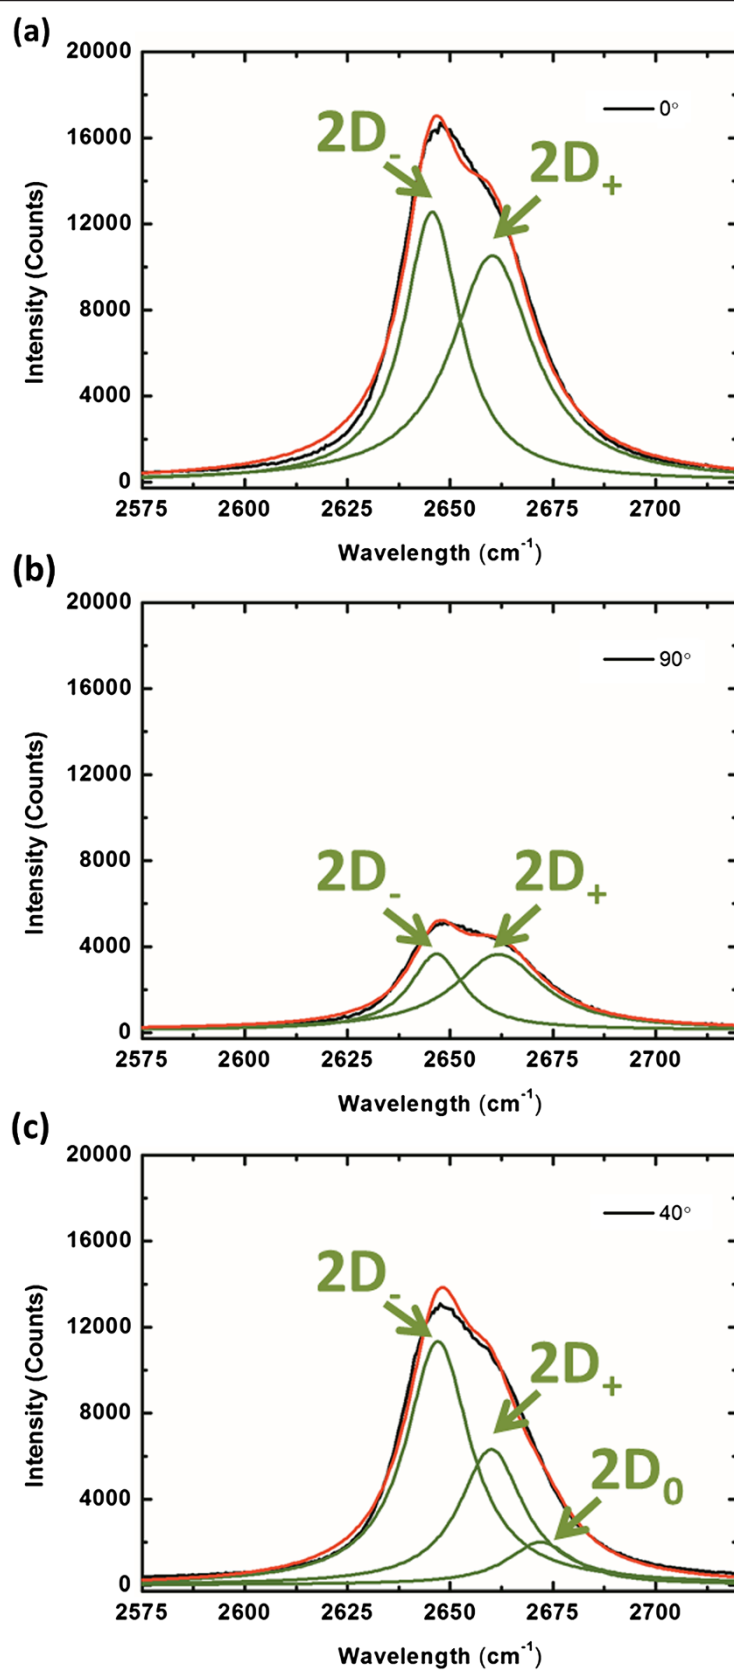 (a)
20000
16000
12000
8000
4000
0
Intensity (Counts)
0°
2D-
2D+
2575 2600 2625 2650 2675 2700
Wavelength (cm-1)
(b)
20000
16000
12000
8000
4000
0
Intensity (Counts)
90°
2D-
2D+
2575 2600 2625 2650 2675 2700
Wavelength (cm-1)
(c)
20000
16000
12000
8000
4000
0
Intensity (Counts)
40°
2D-
2D+
2D0
2575 2600 2625 2650 2675 2700
Wavelength (cm-1)